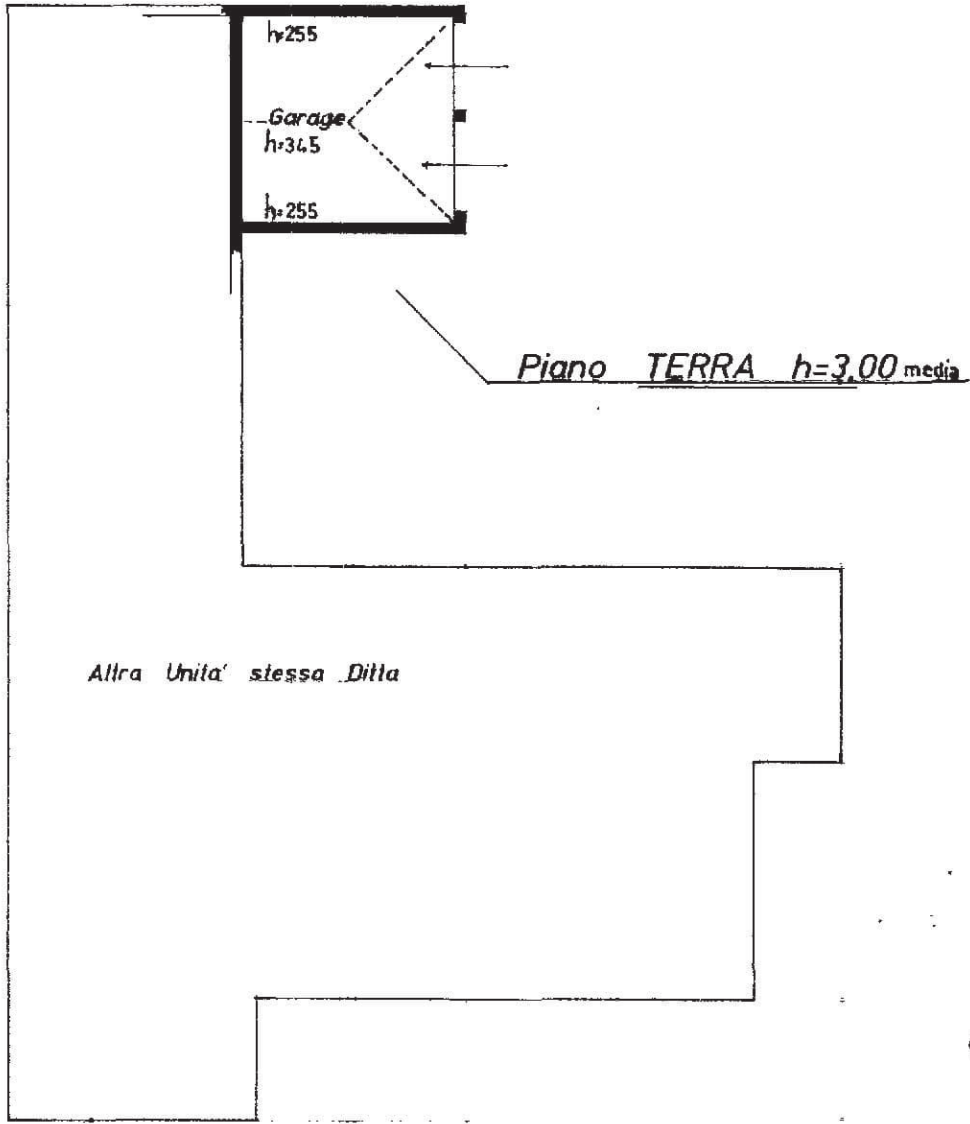 h=255
Garage
h=345
h=255
Piano TERRA h=3,00 media
Altra Unita' stessa Ditta